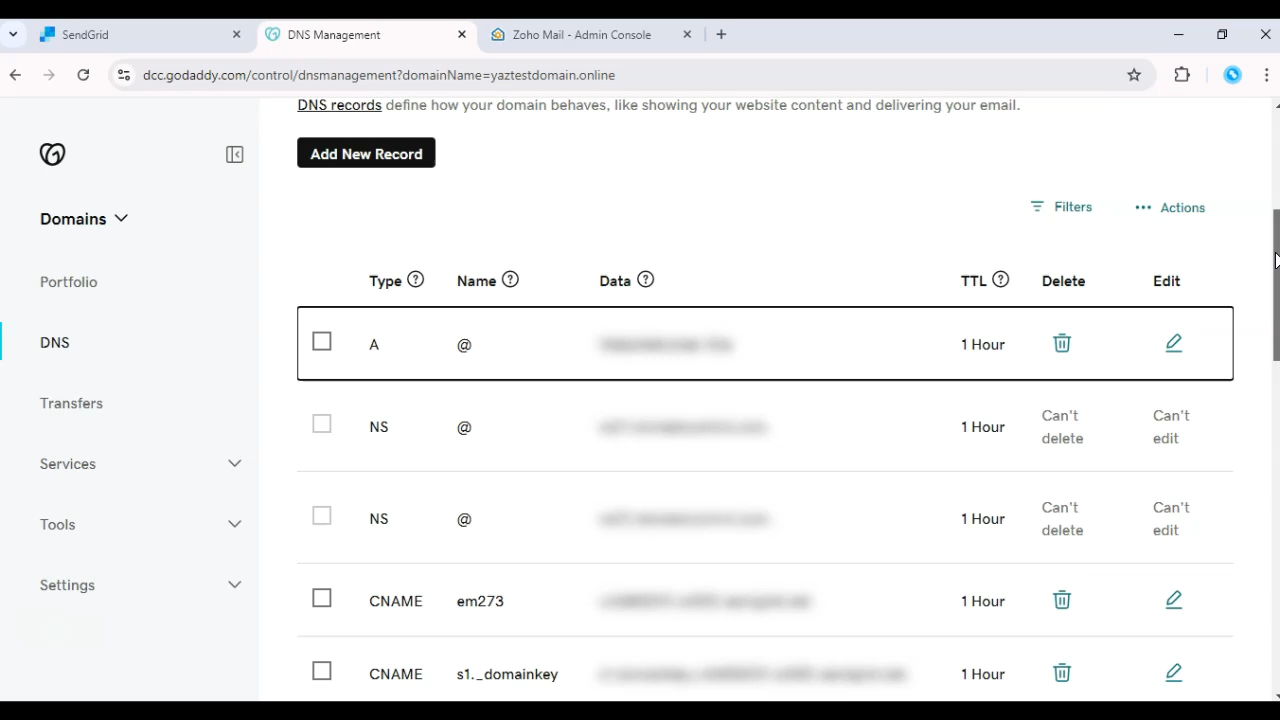 SendGrid
DNS Management
Zoho Mail - Admin Console
dcc.godaddy.com/control/dnsmanagement?domainName=yaztestdomain.online
DNS records define how your domain behaves, like showing your website content and delivering your email.
Add New Record
Domains
Portfolio
DNS
Transfers
Services
Tools
Settings
Filters
Actions
Type Name Data TTL Delete Edit
A @ 1 Hour
NS @ 1 Hour Can't delete Can't edit
NS @ 1 Hour Can't delete Can't edit
CNAME em273 1 Hour
CNAME s1._domainkey 1 Hour